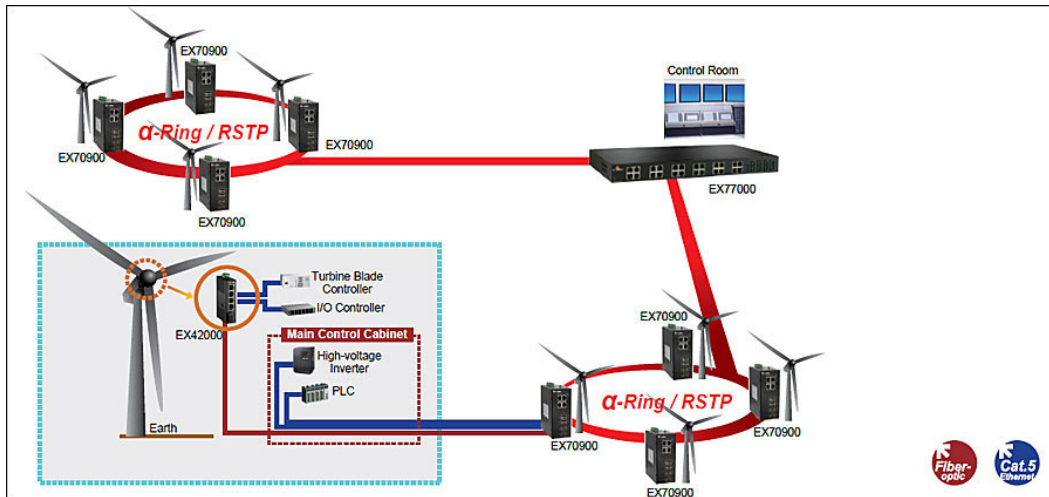 EX70900
Control Room
EX70900
α-Ring / RSTP
EX70900
EX77000
EX70900
Turbine Blade
Controller
I/O Controller
EX42000
Main Control Cabinet
High-voltage
Inverter
PLC
Earth
EX70900
α-Ring / RSTP
EX70900
EX70900
EX70900
Fiber-
optic
Cat.5
Ethernet